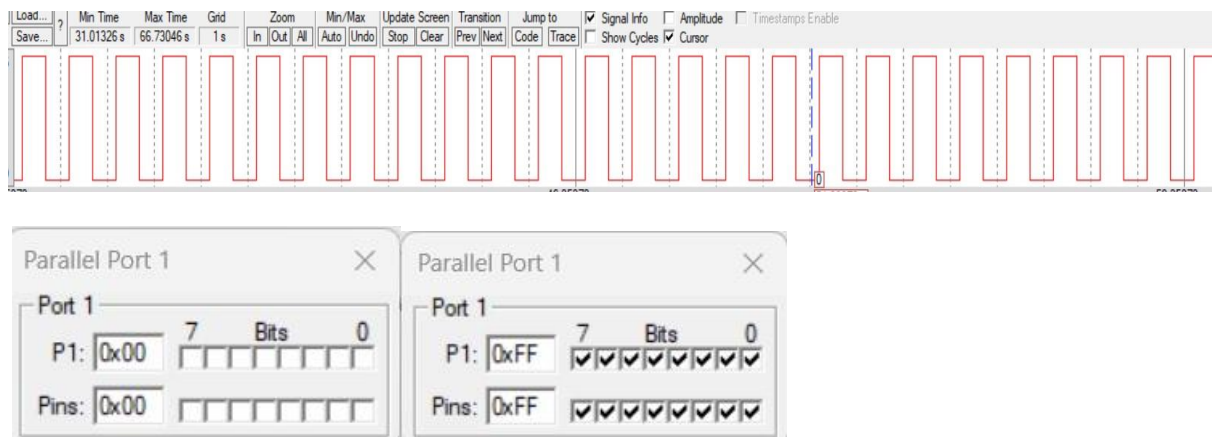 Load... ? Min Time Max Time Grid Zoom Min/Max Update Screen Transition Jump to Signal Info Amplitude Timestamps Enable
Save... 31.01326 s 66.73046 s 1 s In Out All Auto Undo Stop Clear Prev Next Code Trace Show Cycles Cursor
0
Parallel Port 1
Port 1
7 Bits 0
P1: 0x00
Pins: 0x00
Parallel Port 1
Port 1
7 Bits 0
P1: 0xFF
Pins: 0xFF